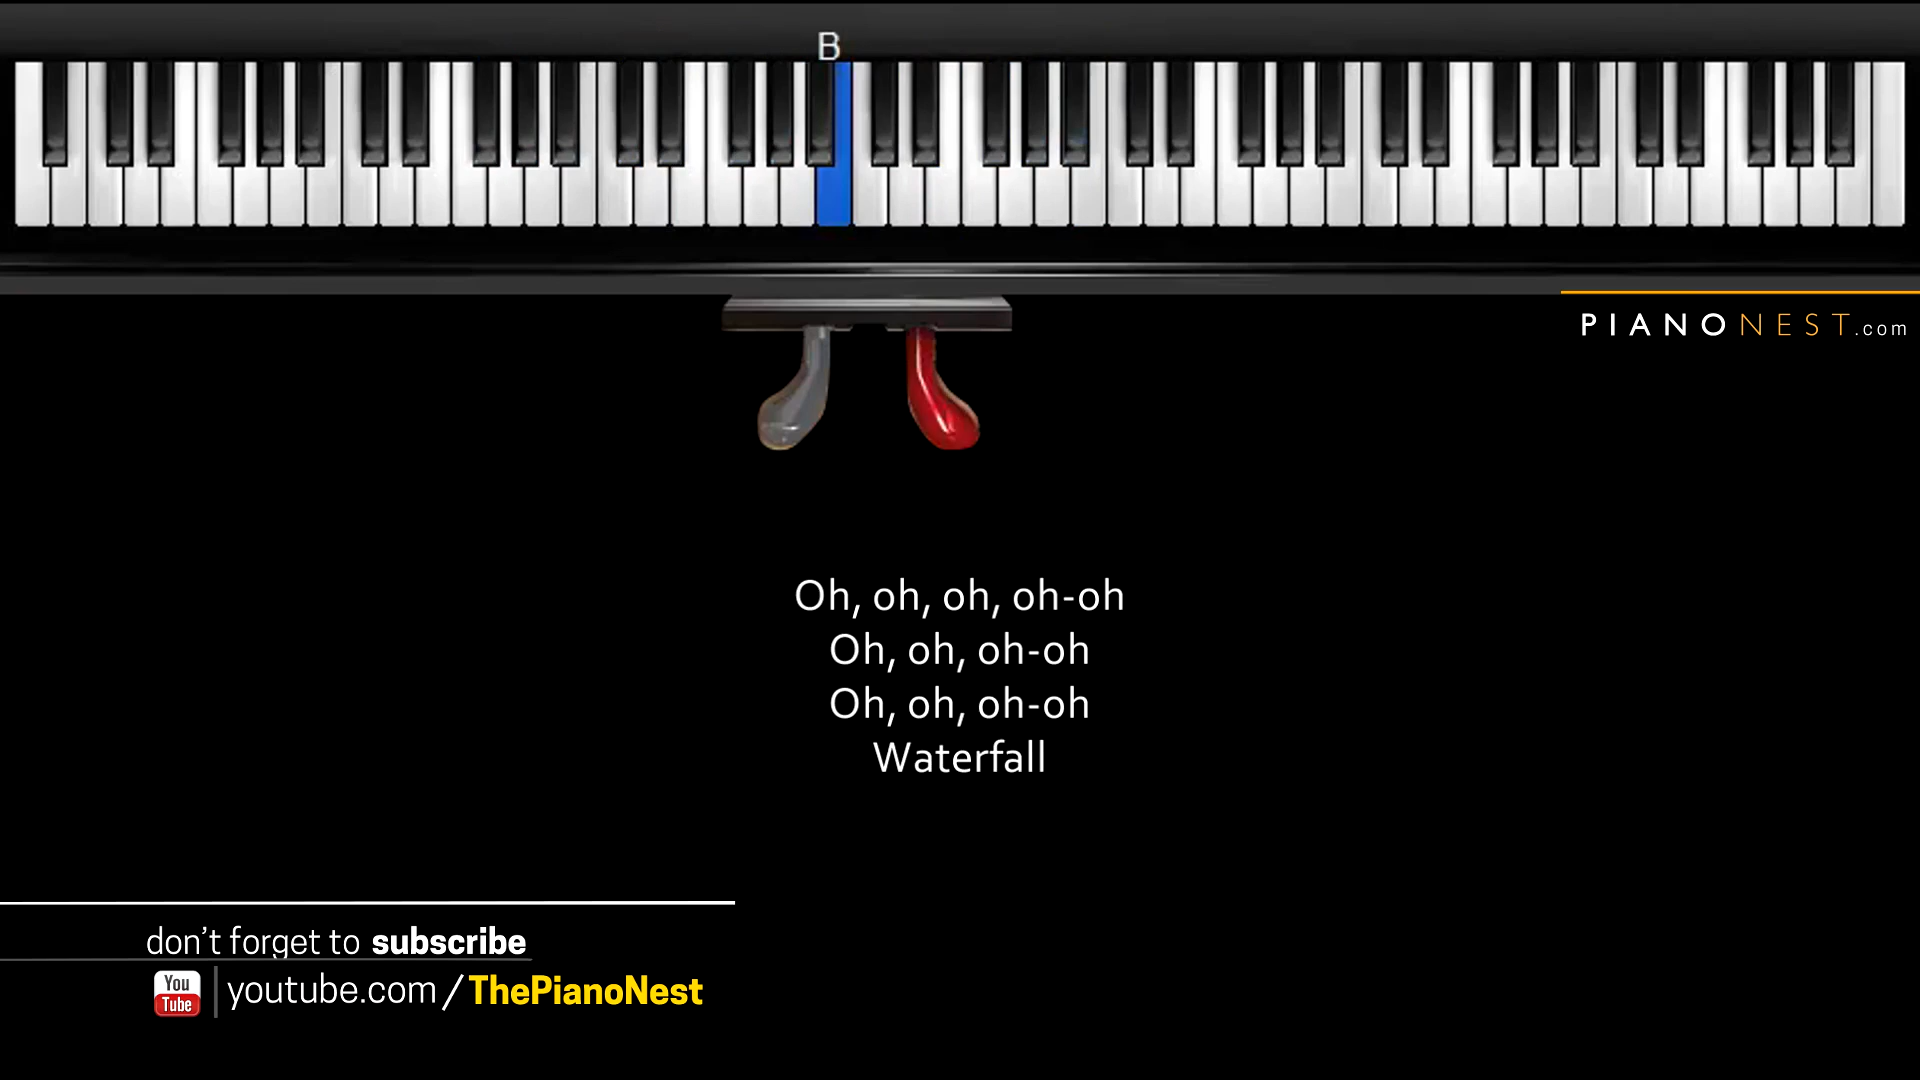 B
PIANONEST.com
Oh, oh, oh, oh-oh
Oh, oh, oh-oh
Oh, oh, oh-oh
Waterfall
don't forget to subscribe
You
Tube
youtube.com/ThePianoNest